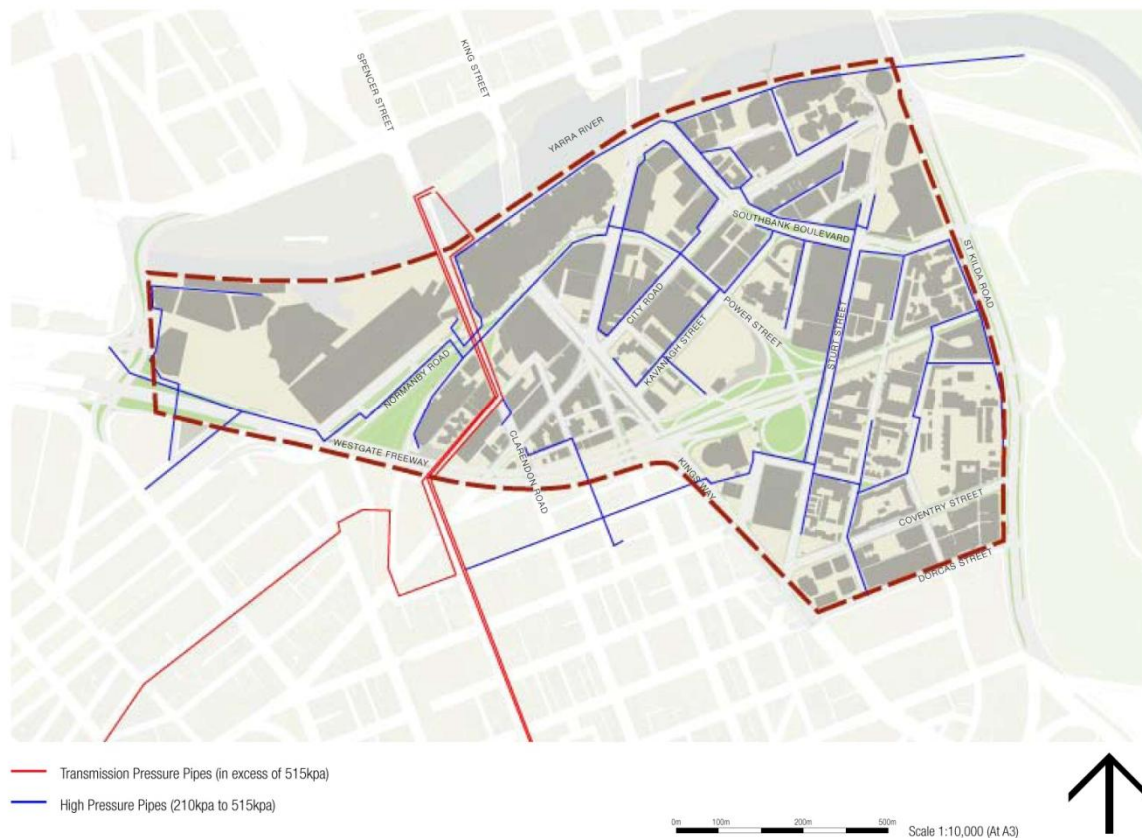 SPENCER STREET
KING STREET
YARRA RIVER
SOUTHBANK BOULEVARD
ST KILDA ROAD
CITY ROAD
POWER STREET
KAVANAGH STREET
STURT STREET
NORMANBY ROAD
WESTGATE FREEWAY
CLARENDON ROAD
KINGS WAY
COVENTRY STREET
DORCAS STREET
Transmission Pressure Pipes (in excess of 515kpa)
High Pressure Pipes (210kpa to 515kpa)
0m 100m 200m 500m
Scale 1:10,000 (At A3)